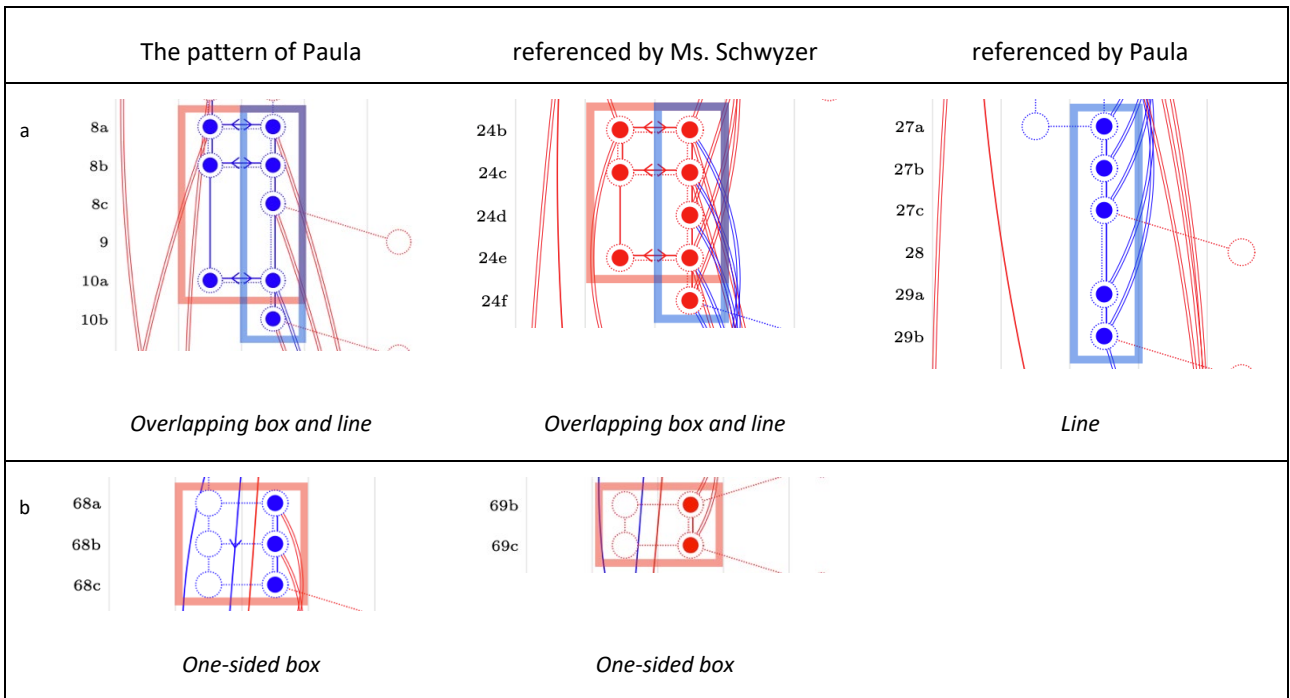 The pattern of Paula referenced by Ms. Schwyzer referenced by Paula
a
8a 24b 27a
8b 24c 27b
8c 24d 27c
9 24e 28
10a 24f 29a
10b 29b
Overlapping box and line Overlapping box and line Line
b
68a 69b
68b 69c
68c
One-sided box One-sided box